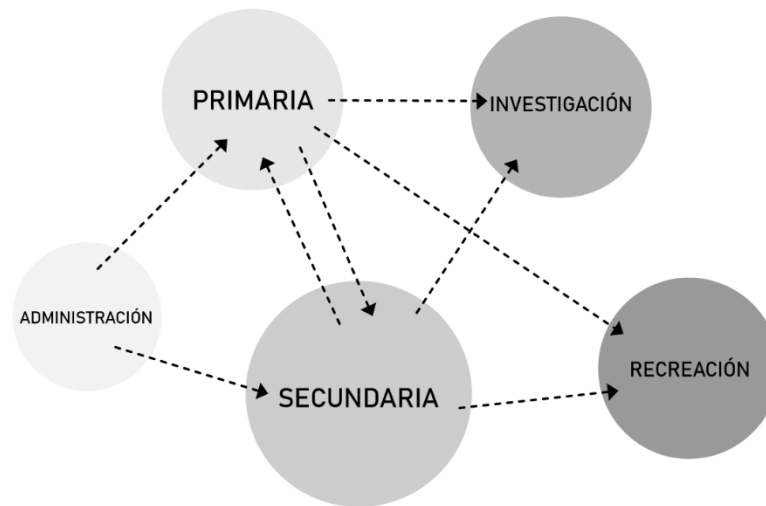 PRIMARIA
INVESTIGACIÓN
ADMINISTRACIÓN
RECREACIÓN
SECUNDARIA